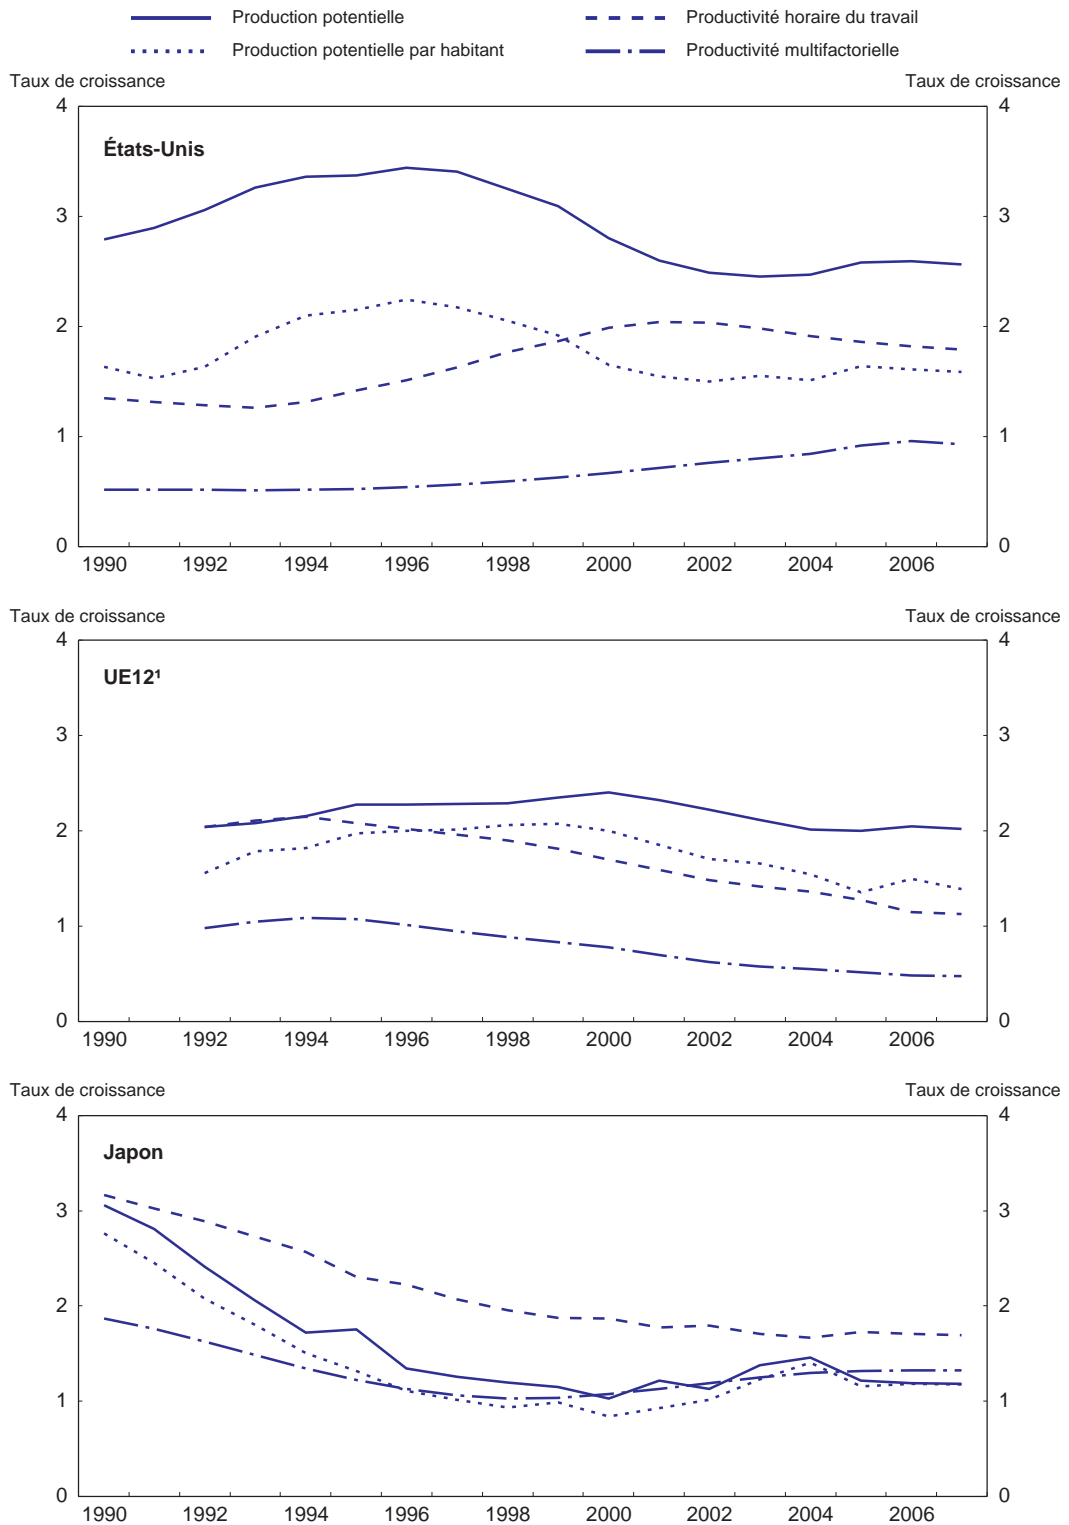 Production potentielle
Productivité horaire du travail
Production potentielle par habitant
Productivité multifactorielle
Taux de croissance
Taux de croissance
4
4
États-Unis
3
3
2
2
1
1
0
0
1990 1992 1994 1996 1998 2000 2002 2004 2006
Taux de croissance
Taux de croissance
4
4
UE12¹
3
3
2
2
1
1
0
0
1990 1992 1994 1996 1998 2000 2002 2004 2006
Taux de croissance
Taux de croissance
4
4
Japon
3
3
2
2
1
1
0
0
1990 1992 1994 1996 1998 2000 2002 2004 2006